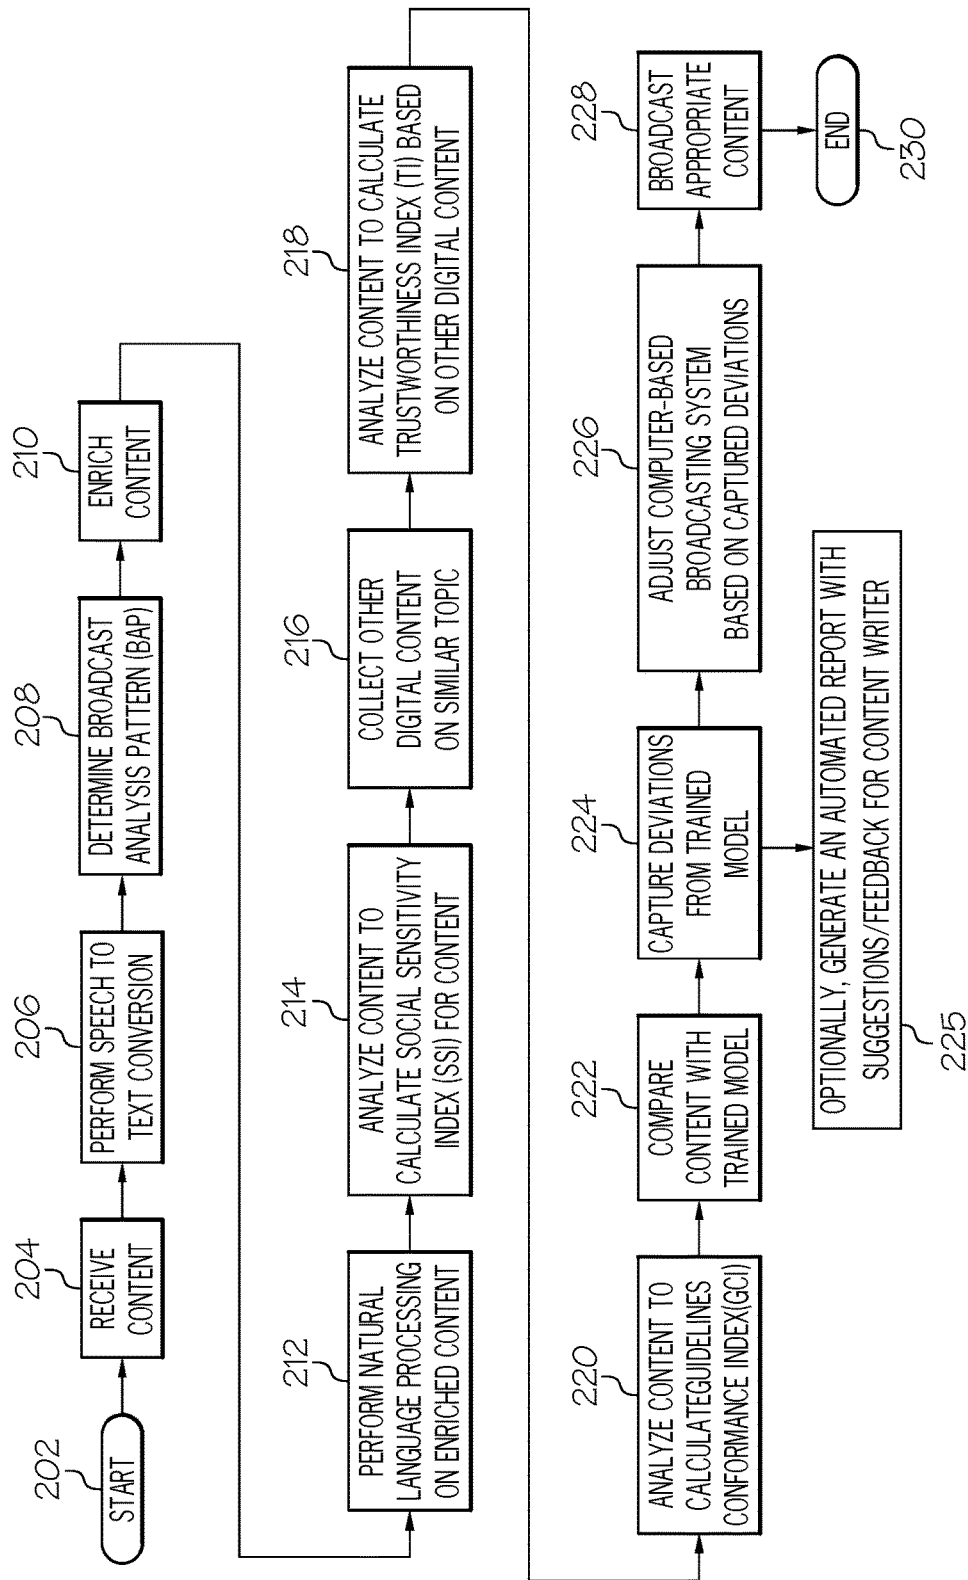 202
START
204
RECEIVE
CONTENT
206
PERFORM SPEECH TO
TEXT CONVERSION
208
DETERMINE BROADCAST
ANALYSIS PATTERN (BAP)
210
ENRICH
CONTENT
212
PERFORM NATURAL
LANGUAGE PROCESSING
ON ENRICHED CONTENT
214
ANALYZE CONTENT TO
CALCULATE SOCIAL SENSITIVITY
INDEX (SSI) FOR CONTENT
216
COLLECT OTHER
DIGITAL CONTENT
ON SIMILAR TOPIC
218
ANALYZE CONTENT TO CALCULATE
TRUSTWORTHINESS INDEX (TI) BASED
ON OTHER DIGITAL CONTENT
220
ANALYZE CONTENT TO
CALCULATEGUIDELINES
CONFORMANCE INDEX(GCI)
222
COMPARE
CONTENT WITH
TRAINED MODEL
224
CAPTURE DEVIATIONS
FROM TRAINED
MODEL
225
OPTIONALLY, GENERATE AN AUTOMATED REPORT WITH
SUGGESTIONS/FEEDBACK FOR CONTENT WRITER
226
ADJUST COMPUTER-BASED
BROADCASTING SYSTEM
BASED ON CAPTURED DEVIATIONS
228
BROADCAST
APPROPRIATE
CONTENT
END
230